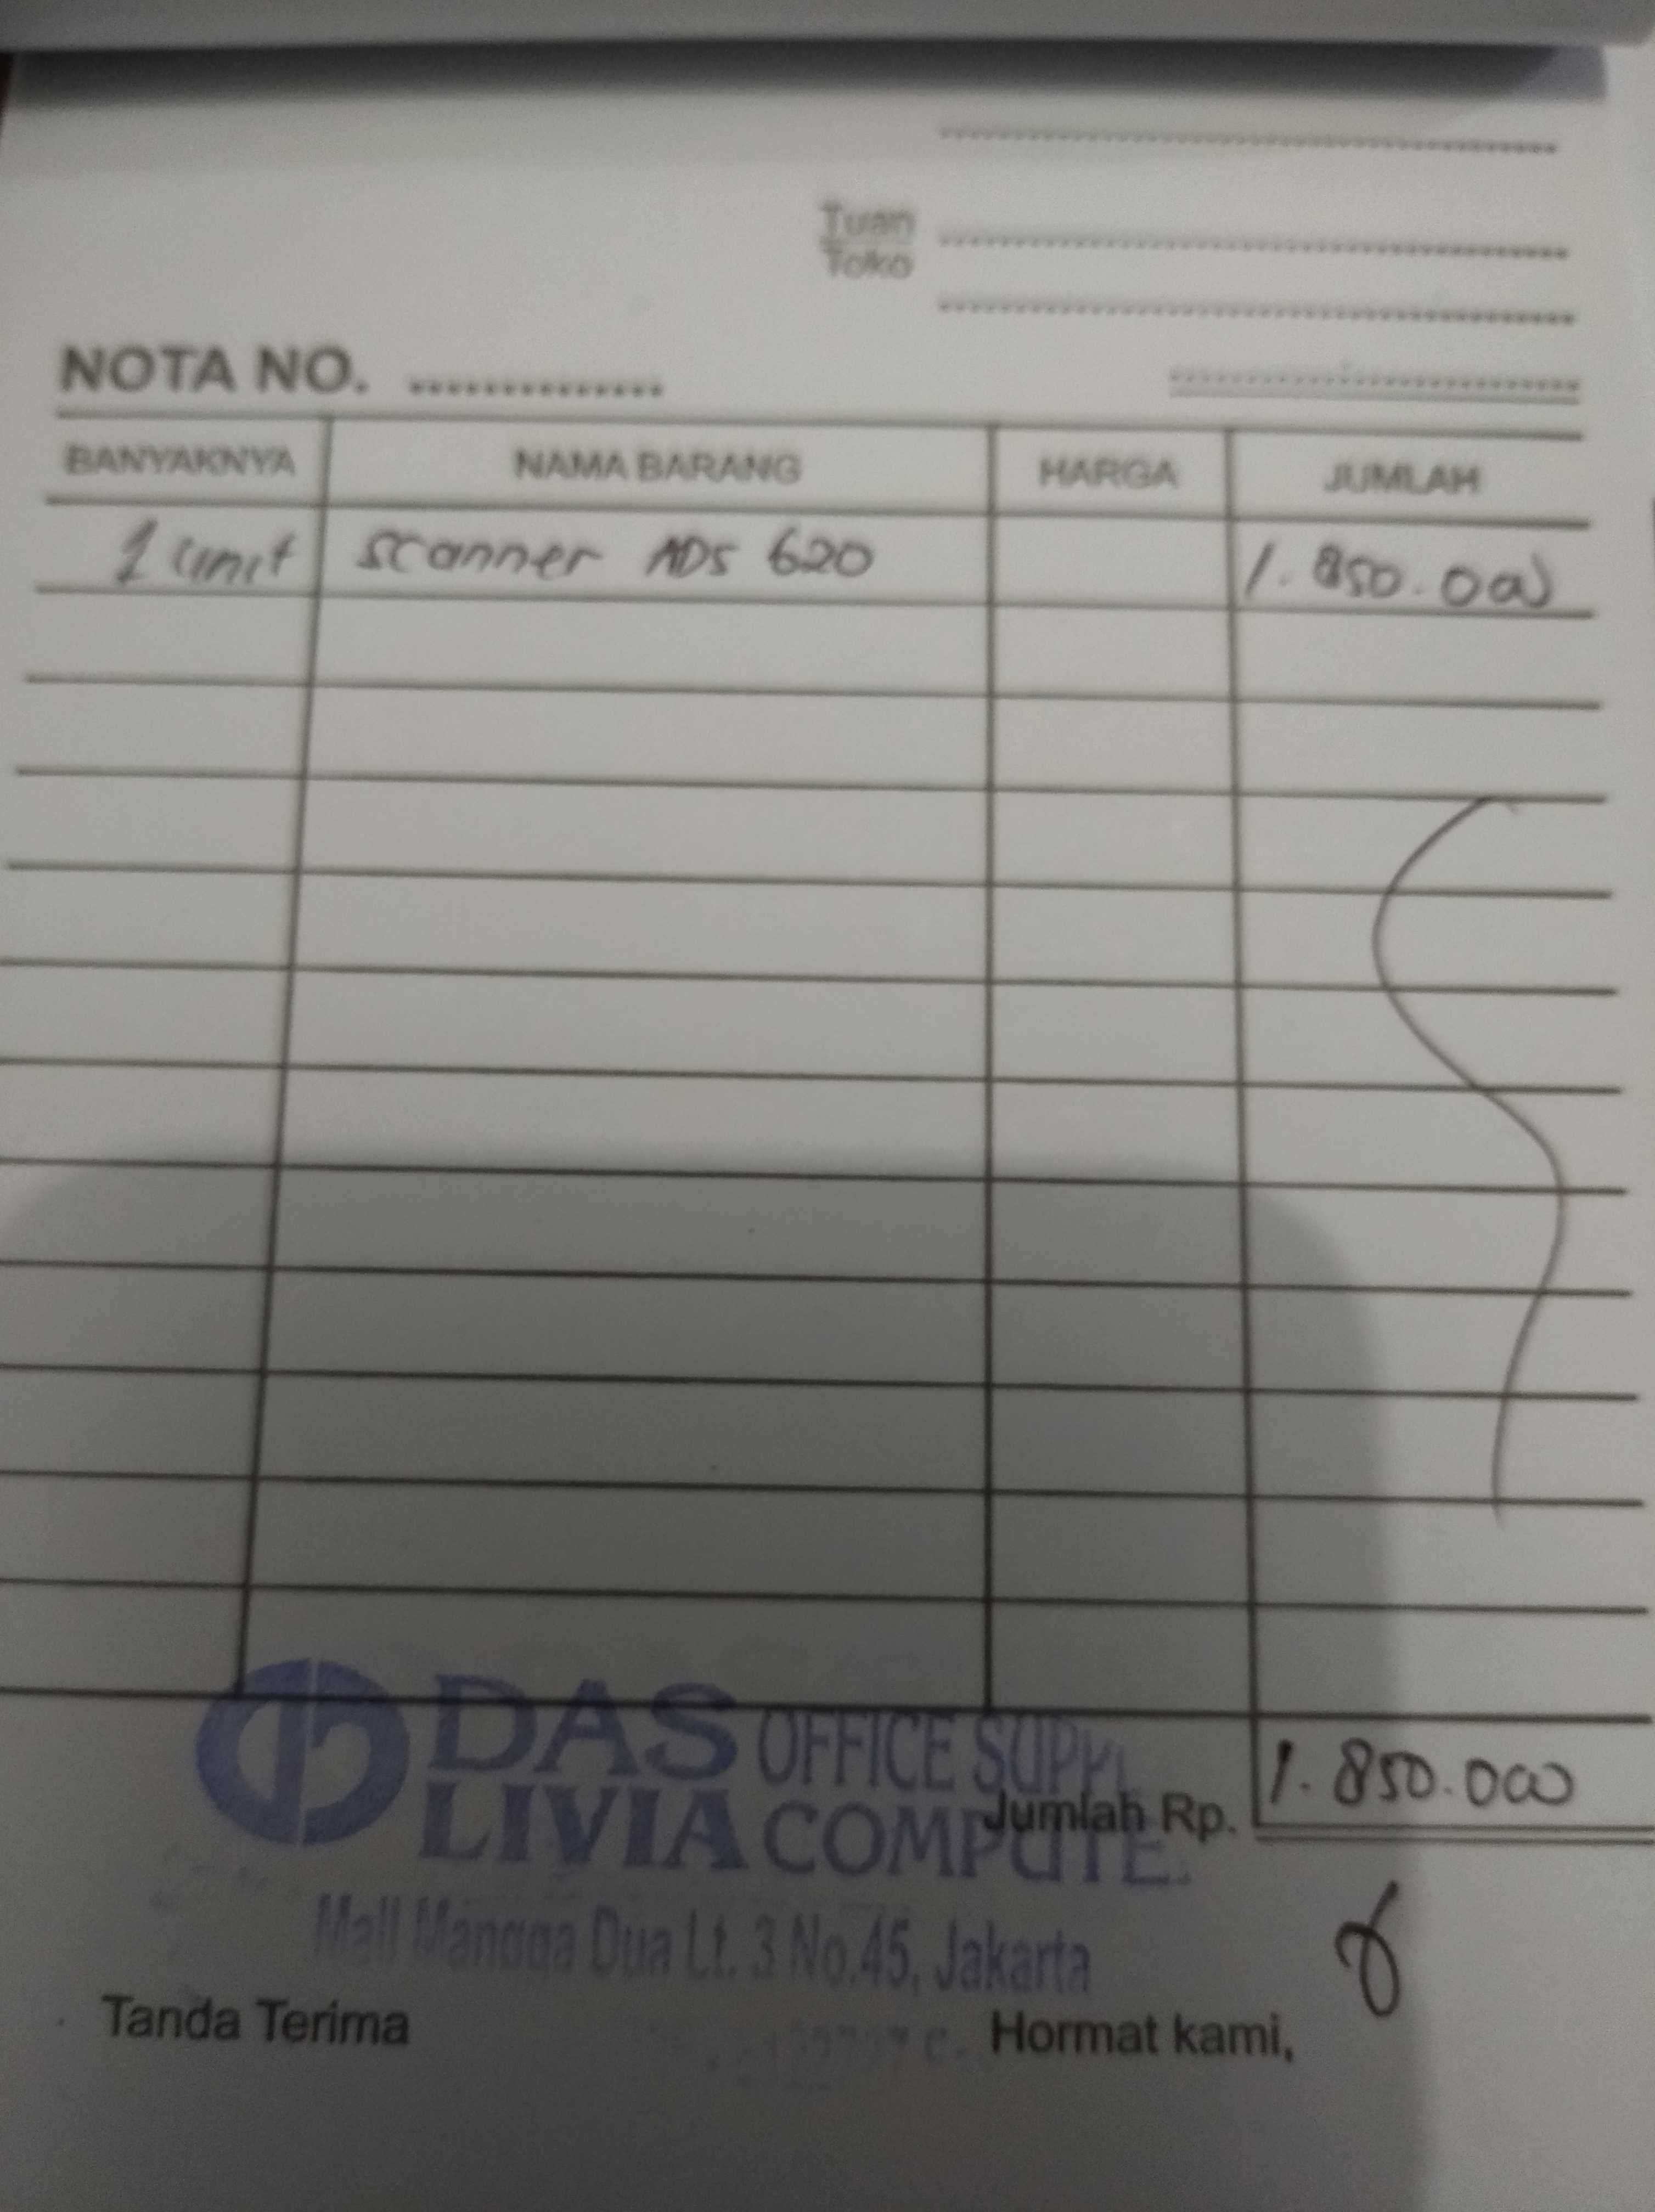 Tuan
Toko
NOTA NO. ...............
BANYAKNYA NAMA BARANG HARGA JUMLAH
1 unit scanner ADS 620 1.850.000
DAS OFFICE SUPPL
Jumlah Rp. 1.850.000
LIVIA COMPUTE
Mall Mangga Dua Lt. 3 No.45, Jakarta
Tanda Terima Hormat kami,